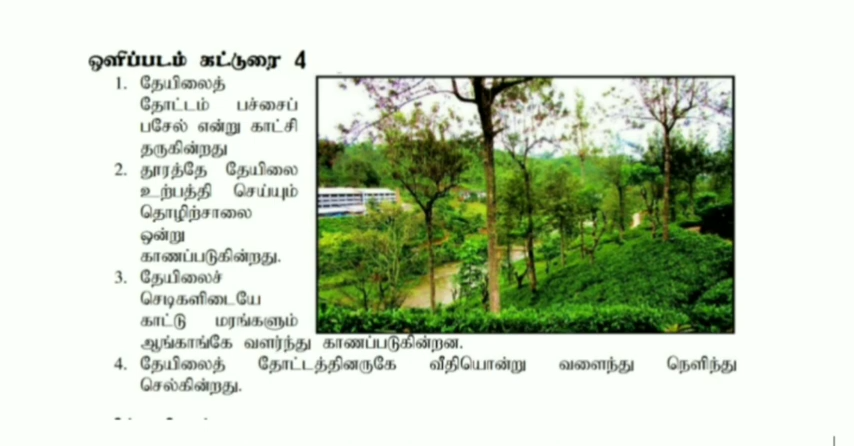 ஒளிப்படம் கட்டுரை 4
1. தேயிலைத்
தோட்டம் பச்சைப்
பசேல் என்று காட்சி
தருகின்றது
2. தூரத்தே தேயிலை
உற்பத்தி செய்யும்
தொழிற்சாலை
ஒன்று
காணப்படுகின்றது.
3. தேயிலைச்
செடிகளிடையே
காட்டு மரங்களும்
ஆங்காங்கே வளர்ந்து காணப்படுகின்றன.
4. தேயிலைத் தோட்டத்தினருகே வீதியொன்று வளைந்து நெளிந்து
செல்கின்றது.